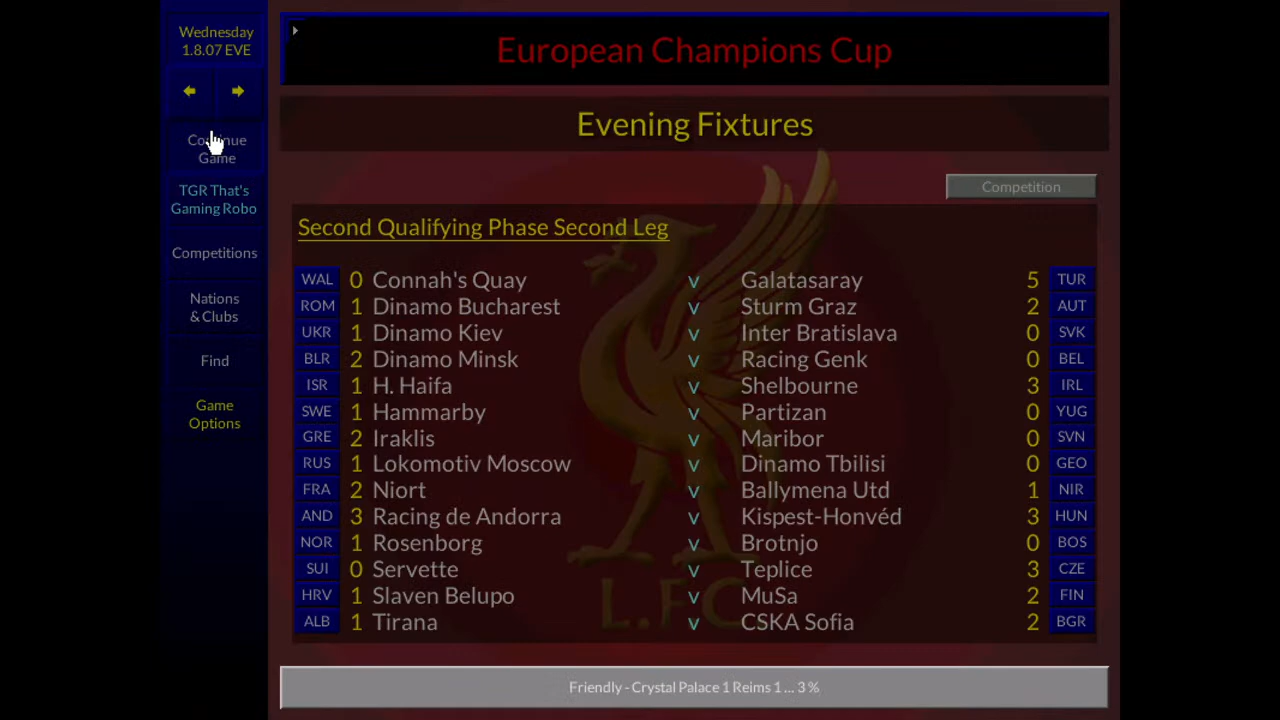 Wednesday
1.8.07 EVE
Continue
Game
TGR That's
Gaming Robo
Competitions
Nations
& Clubs
Find
Game
Options
European Champions Cup
Evening Fixtures
Competition
Second Qualifying Phase Second Leg
WAL 0 Connah's Quay v Galatasaray 5 TUR
ROM 1 Dinamo Bucharest v Sturm Graz 2 AUT
UKR 1 Dinamo Kiev v Inter Bratislava 0 SVK
BLR 2 Dinamo Minsk v Racing Genk 0 BEL
ISR 1 H. Haifa v Shelbourne 3 IRL
SWE 1 Hammarby v Partizan 0 YUG
GRE 2 Iraklis v Maribor 0 SVN
RUS 1 Lokomotiv Moscow v Dinamo Tbilisi 0 GEO
FRA 2 Niort v Ballymena Utd 1 NIR
AND 3 Racing de Andorra v Kispest-Honvéd 3 HUN
NOR 1 Rosenborg v Brotnjo 0 BOS
SUI 0 Servette v Teplice 3 CZE
HRV 1 Slaven Belupo v MuSa 2 FIN
ALB 1 Tirana v CSKA Sofia 2 BGR
L.F.C
Friendly - Crystal Palace 1 Reims 1 ... 3 %